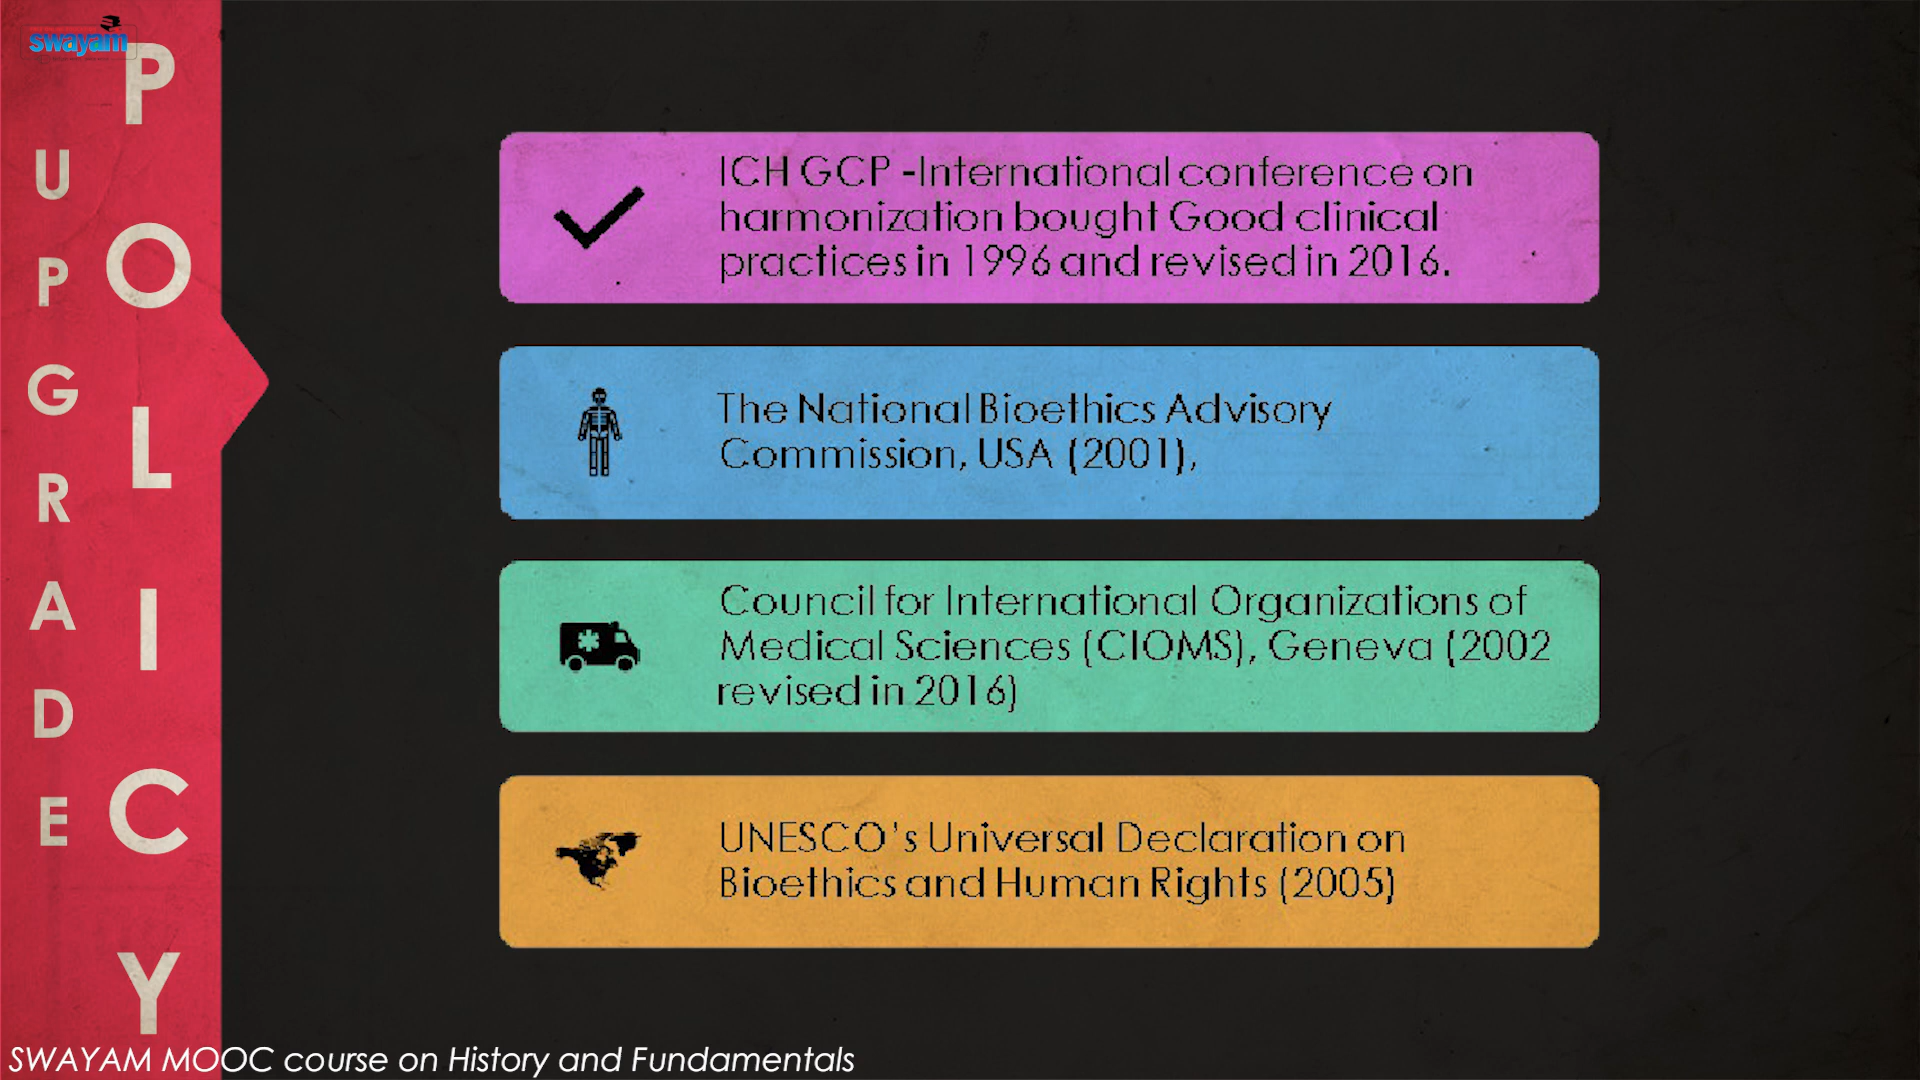 swayam
POLICY
UPGRADE
ICH GCP -International conference on
harmonization bought Good clinical
practices in 1996 and revised in 2016.
The National Bioethics Advisory
Commission, USA (2001),
Council for International Organizations of
Medical Sciences (CIOMS), Geneva (2002
revised in 2016)
UNESCO's Universal Declaration on
Bioethics and Human Rights (2005)
SWAYAM MOOC course on History and Fundamentals